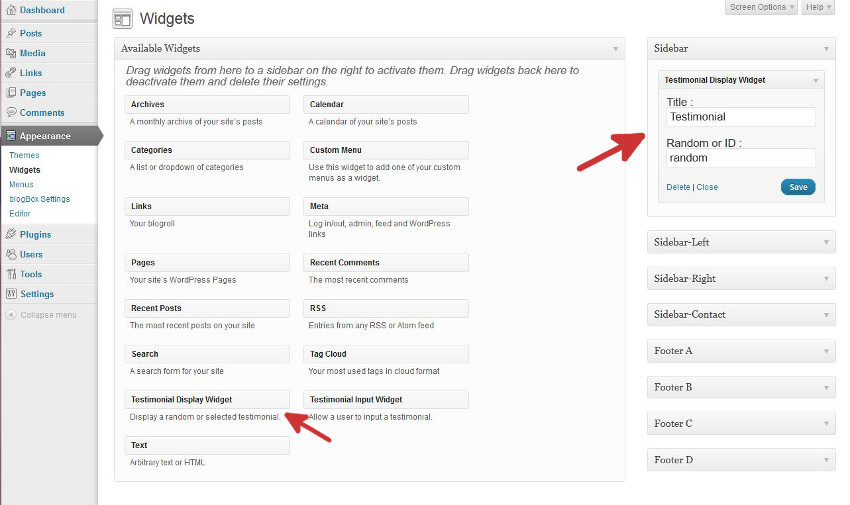 Dashboard
Posts
Media
Links
Pages
Comments
Appearance
Themes
Widgets
Menus
blogBox Settings
Editor
Plugins
Users
Tools
Settings
Collapse menu
Screen Options
Help
Widgets
Available Widgets
Drag widgets from here to a sidebar on the right to activate them. Drag widgets back here to
deactivate them and delete their settings.
Archives
A monthly archive of your site's posts
Calendar
A calendar of your site's posts
Categories
A list or dropdown of categories
Custom Menu
Use this widget to add one of your custom
menus as a widget.
Links
Your blogroll
Meta
Log in/out, admin, feed and WordPress
links
Pages
Your site's WordPress Pages
Recent Comments
The most recent comments
Recent Posts
The most recent posts on your site
RSS
Entries from any RSS or Atom feed
Search
A search form for your site
Tag Cloud
Your most used tags in cloud format
Testimonial Display Widget
Display a random or selected testimonial.
Testimonial Input Widget
Allow a user to input a testimonial.
Text
Arbitrary text or HTML
Sidebar
Testimonial Display Widget
Title :
Testimonial
Random or ID :
random
Delete | Close
Save
Sidebar-Left
Sidebar-Right
Sidebar-Contact
Footer A
Footer B
Footer C
Footer D